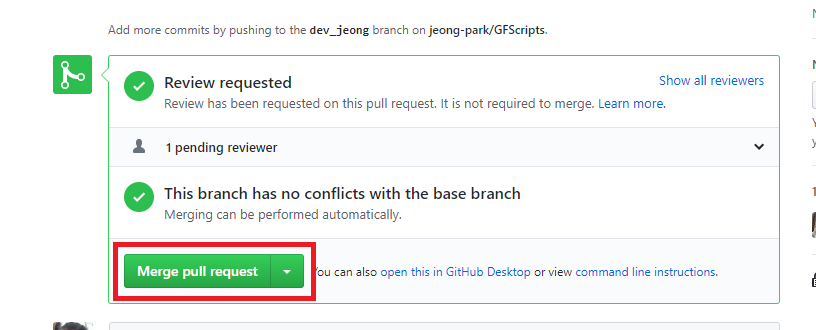 Add more commits by pushing to the dev_jeong branch on jeong-park/GFScripts.
Review requested
Show all reviewers
Review has been requested on this pull request. It is not required to merge. Learn more.
1 pending reviewer
This branch has no conflicts with the base branch
Merging can be performed automatically.
Merge pull request
You can also open this in GitHub Desktop or view command line instructions.